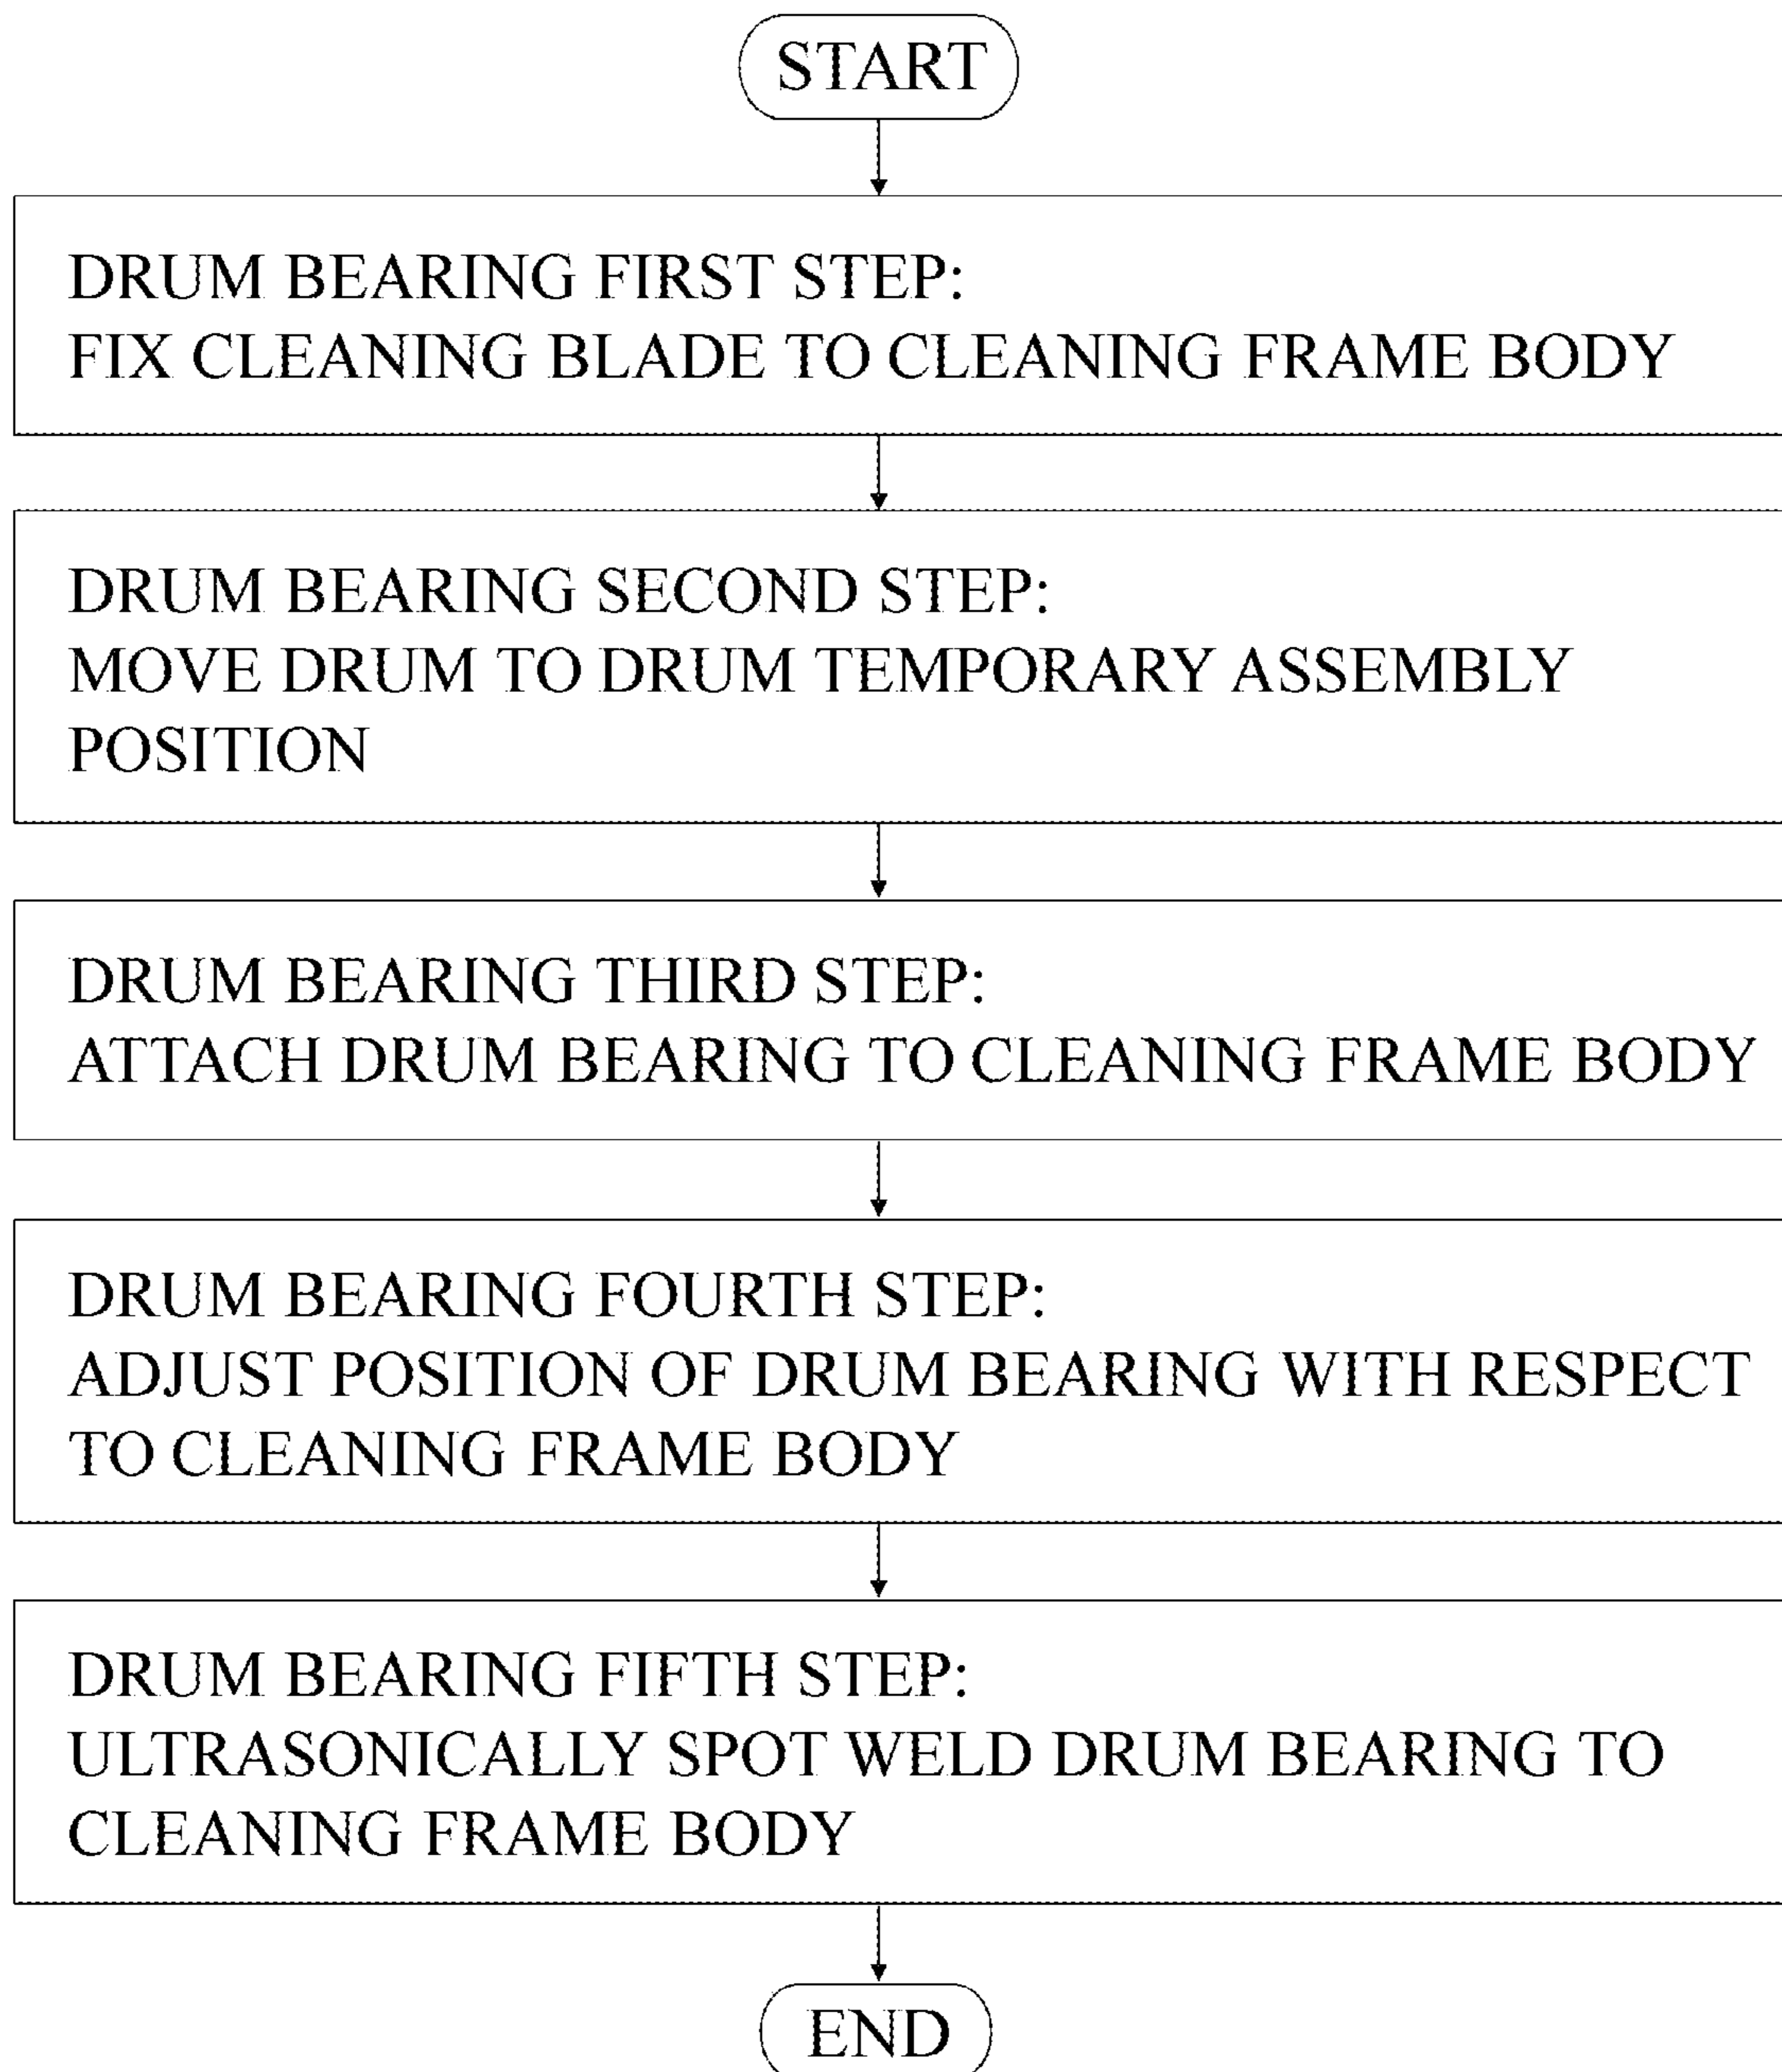 START
DRUM BEARING FIRST STEP:
FIX CLEANING BLADE TO CLEANING FRAME BODY
DRUM BEARING SECOND STEP:
MOVE DRUM TO DRUM TEMPORARY ASSEMBLY
POSITION
DRUM BEARING THIRD STEP:
ATTACH DRUM BEARING TO CLEANING FRAME BODY
DRUM BEARING FOURTH STEP:
ADJUST POSITION OF DRUM BEARING WITH RESPECT
TO CLEANING FRAME BODY
DRUM BEARING FIFTH STEP:
ULTRASONICALLY SPOT WELD DRUM BEARING TO
CLEANING FRAME BODY
END